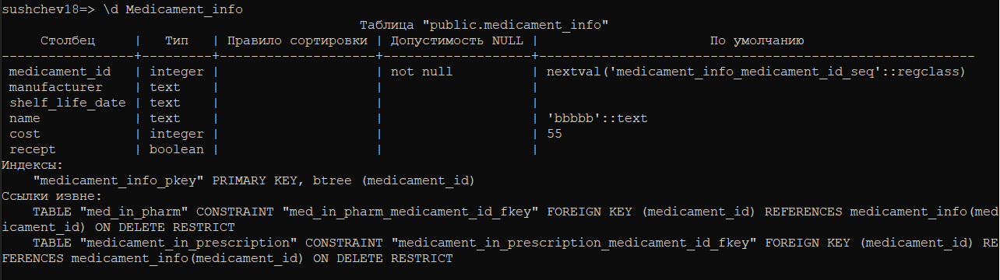 sushchev18=> \d Medicament_info
Таблица "public.medicament_info"
Столбец | Тип | Правило сортировки | Допустимость NULL | По умолчанию
-----------------+---------+--------------------+-------------------+--------------------------------------------------------
medicament_id | integer | | not null | nextval('medicament_info_medicament_id_seq'::regclass)
manufacturer | text | | |
shelf_life_date | text | | |
name | text | | | 'bbbbb'::text
cost | integer | | | 55
recept | boolean | | |
Индексы:
"medicament_info_pkey" PRIMARY KEY, btree (medicament_id)
Ссылки извне:
TABLE "med_in_pharm" CONSTRAINT "med_in_pharm_medicament_id_fkey" FOREIGN KEY (medicament_id) REFERENCES medicament_info(med
icament_id) ON DELETE RESTRICT
TABLE "medicament_in_prescription" CONSTRAINT "medicament_in_prescription_medicament_id_fkey" FOREIGN KEY (medicament_id) RE
FERENCES medicament_info(medicament_id) ON DELETE RESTRICT